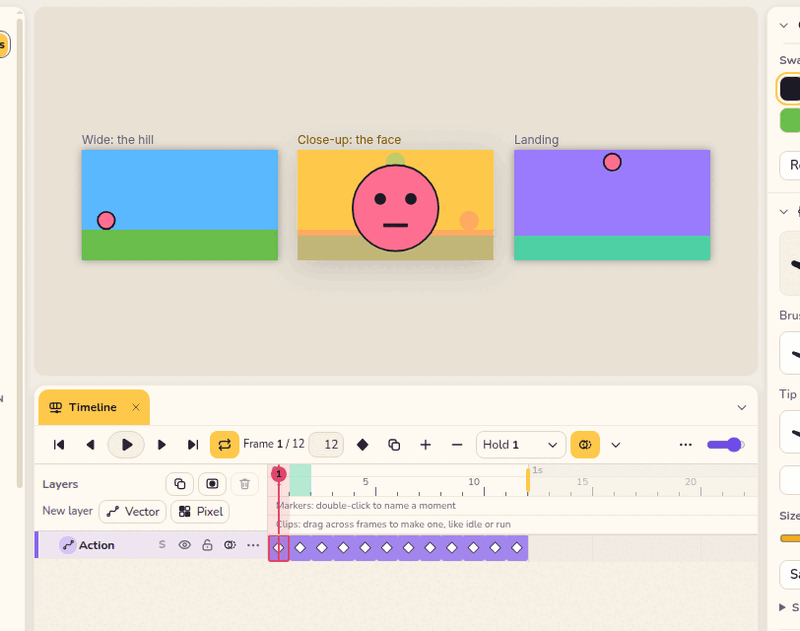 Wide: the hill
Close-up: the face
Landing
Swa
Timeline
Frame 1 / 12
12
Hold 1
Brus
Tip
Size
Layers
New layer
Vector
Pixel
1
5
10
1s
15
20
Markers: double-click to name a moment
Clips: drag across frames to make one, like idle or run
Action
S